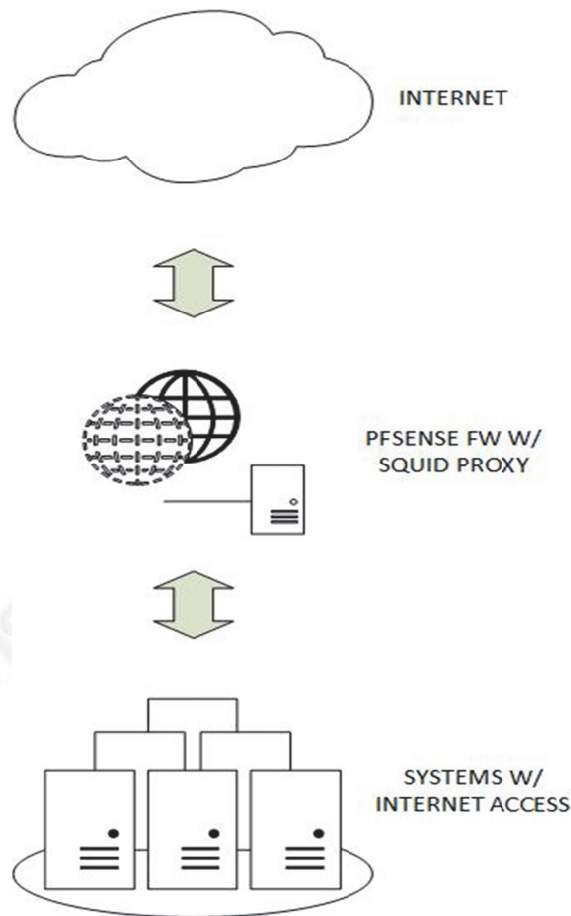 INTERNET
PFSENSE FW W/
SQUID PROXY
SYSTEMS W/
INTERNET ACCESS